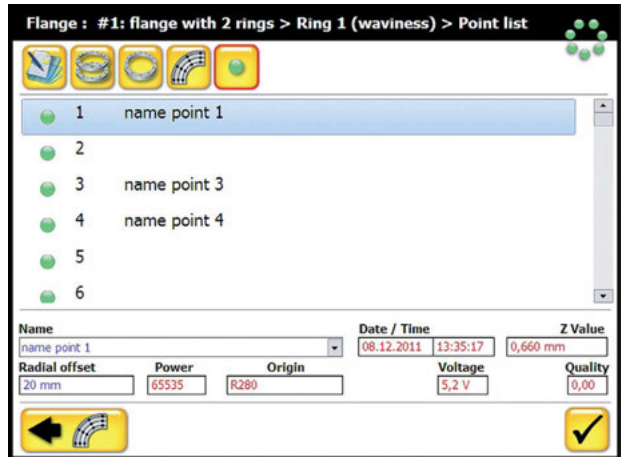 Flange : #1: flange with 2 rings > Ring 1 (waviness) > Point list
1 name point 1
2
3 name point 3
4 name point 4
5
6
Name Date / Time Z Value
name point 1 08.12.2011 13:35:17 0,660 mm
Radial offset Power Origin Voltage Quality
20 mm 65535 R280 5,2 V 0,00